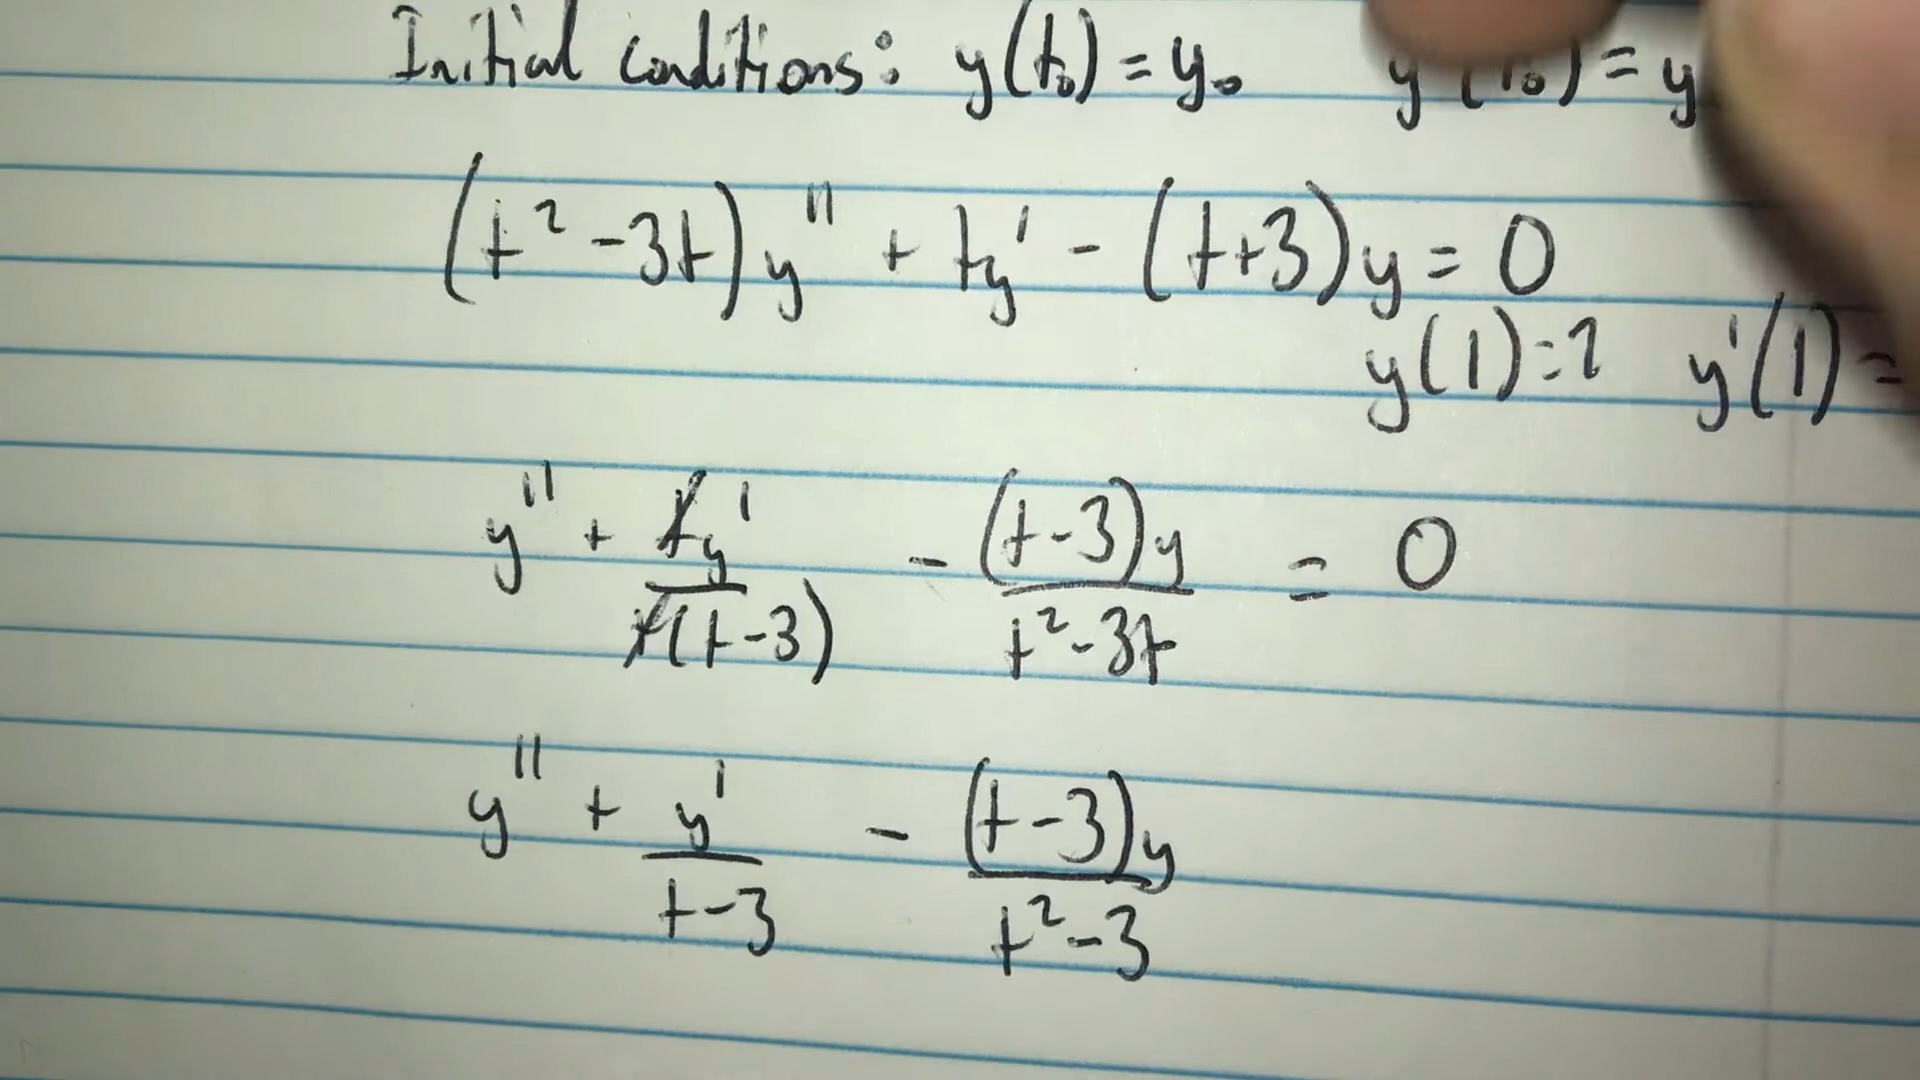 Initial conditions: y(t₀) = y₀ y'(t₀) = y
(t² - 3t)y'' + ty' - (t+3)y = 0
y(1) = 2 y'(1) =
y'' + ty'/t(t-3) - (t-3)y/t²-3t = 0
y'' + y'/t-3 - (t-3)y/t²-3